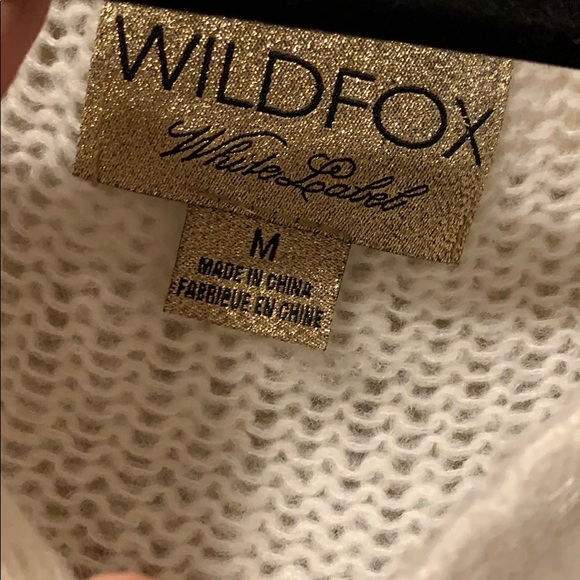 WILDFOX
White Label
M
MADE IN CHINA
FABRIQUE EN CHINE